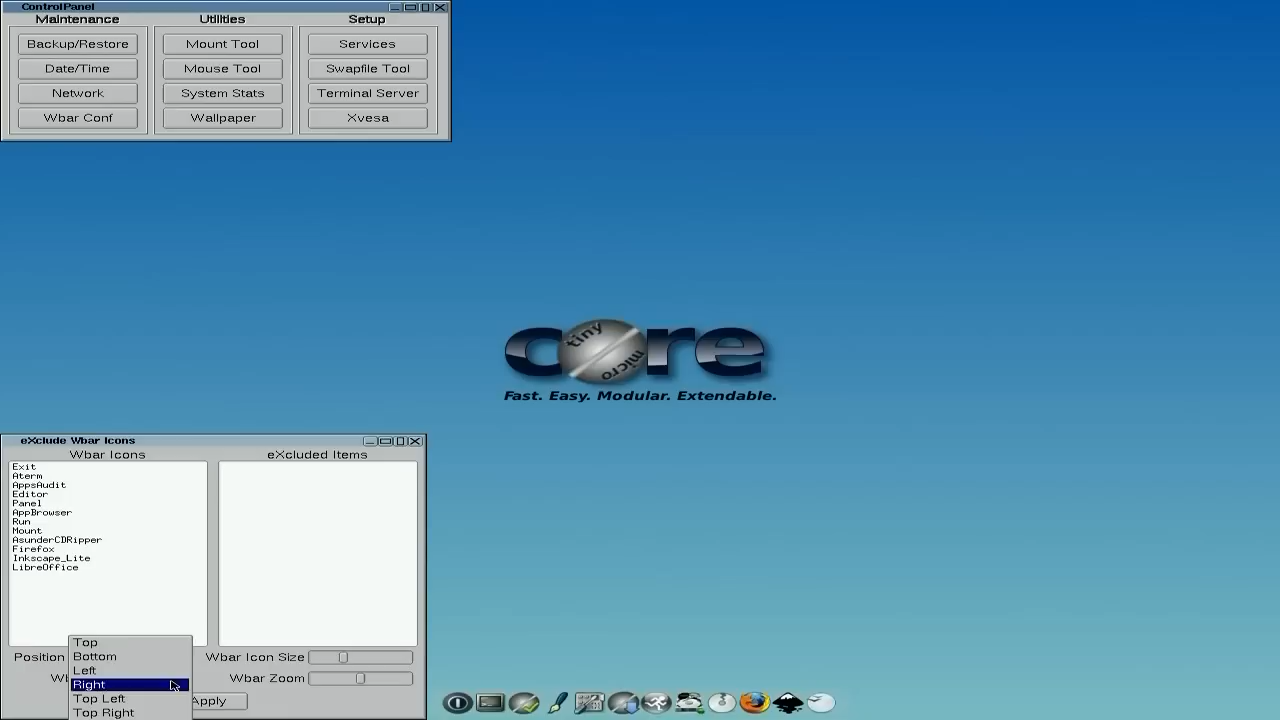 ControlPanel
Maintenance Utilities Setup
Backup/Restore Mount Tool Services
Date/Time Mouse Tool Swapfile Tool
Network System Stats Terminal Server
Wbar Conf Wallpaper Xvesa
core
tiny
micro
Fast. Easy. Modular. Extendable.
eXclude Wbar Icons
Wbar Icons eXcluded Items
Exit
Aterm
AppsAudit
Editor
Panel
AppBrowser
Run
Mount
AsunderCDRipper
Firefox
Inkscape_Lite
LibreOffice
Top
Position Bottom Wbar Icon Size
Left
Right Wbar Zoom
Top Left Apply
Top Right